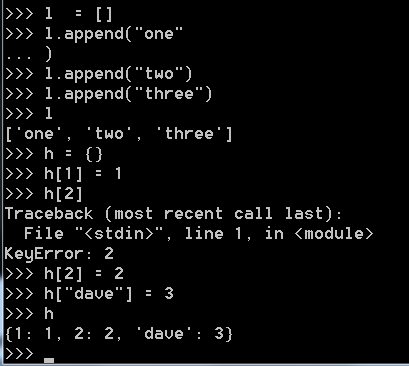 >>> l  = []
>>> l.append("one"
... )
>>> l.append("two")
>>> l.append("three")
>>> l
['one', 'two', 'three']
>>> h = {}
>>> h[1] = 1
>>> h[2]
Traceback (most recent call last):
  File "<stdin>", line 1, in <module>
KeyError: 2
>>> h[2] = 2
>>> h["dave"] = 3
>>> h
{1: 1, 2: 2, 'dave': 3}
>>> _